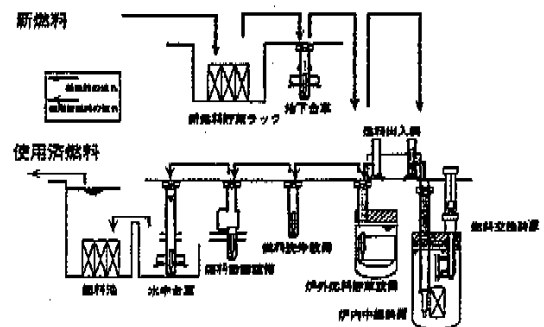 新燃料
新燃料貯蔵ラック
地下台車
使用済燃料
燃料出入機
燃料交換装置
燃料洗浄設備
炉外燃料貯蔵設備
燃料池
水中台車
炉内中継装置